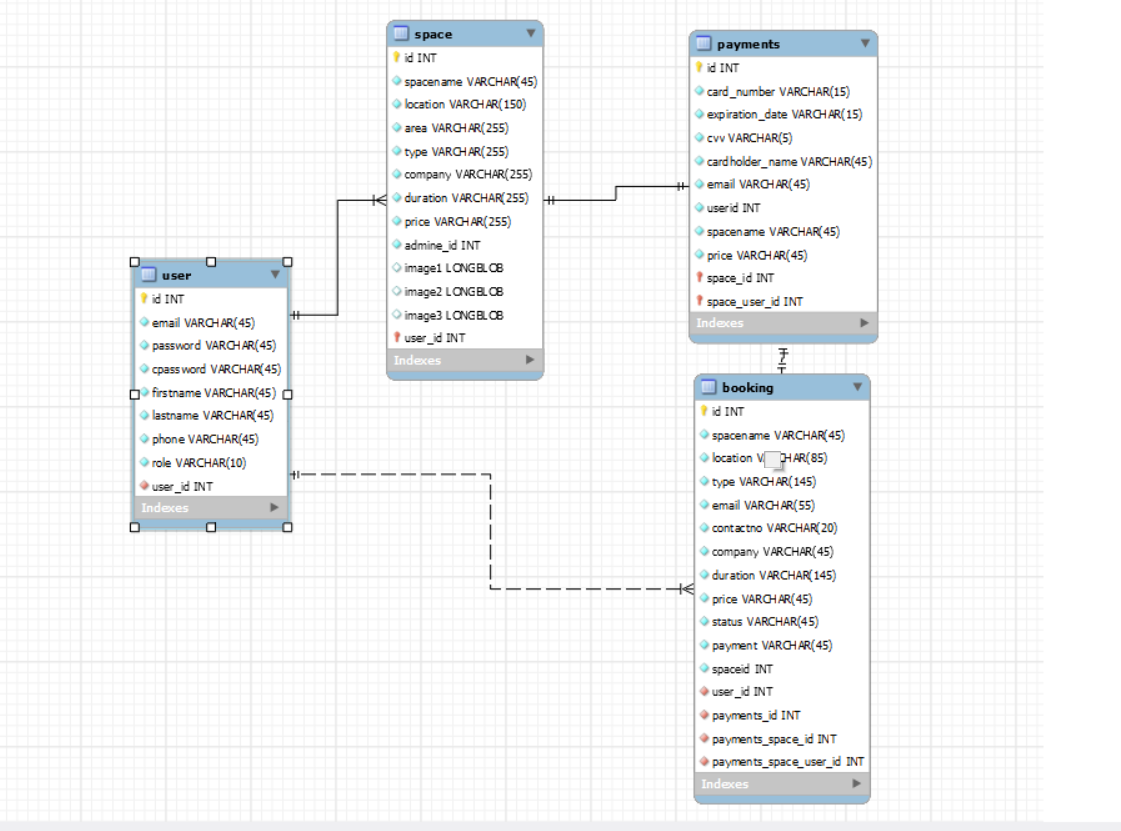 space
id INT
spacename VARCHAR(45)
location VARCHAR(150)
area VARCHAR(255)
type VARCHAR(255)
company VARCHAR(255)
duration VARCHAR(255)
price VARCHAR(255)
admine_id INT
image1 LONGBLOB
image2 LONGBLOB
image3 LONGBLOB
user_id INT
Indexes
payments
id INT
card_number VARCHAR(15)
expiration_date VARCHAR(15)
cvv VARCHAR(5)
cardholder_name VARCHAR(45)
email VARCHAR(45)
userid INT
spacename VARCHAR(45)
price VARCHAR(45)
space_id INT
space_user_id INT
Indexes
user
id INT
email VARCHAR(45)
password VARCHAR(45)
cpassword VARCHAR(45)
firstname VARCHAR(45)
lastname VARCHAR(45)
phone VARCHAR(45)
role VARCHAR(10)
user_id INT
Indexes
booking
id INT
spacename VARCHAR(45)
location VARCHAR(85)
type VARCHAR(145)
email VARCHAR(55)
contactno VARCHAR(20)
company VARCHAR(45)
duration VARCHAR(145)
price VARCHAR(45)
status VARCHAR(45)
payment VARCHAR(45)
spaceid INT
user_id INT
payments_id INT
payments_space_id INT
payments_space_user_id INT
Indexes